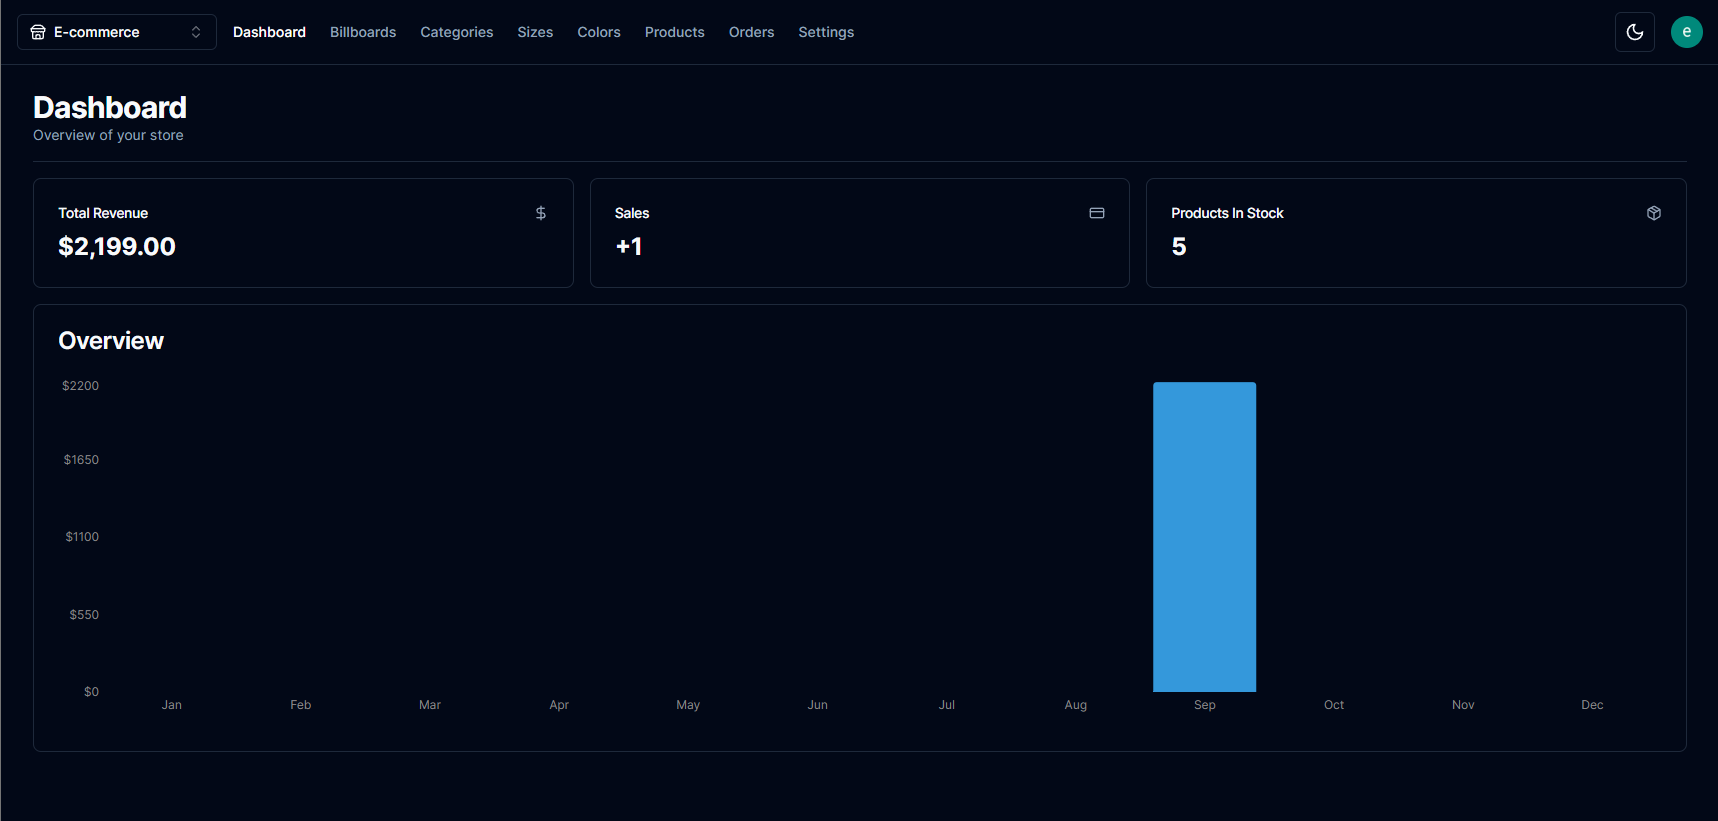 E-commerce Dashboard Billboards Categories Sizes Colors Products Orders Settings e
Dashboard
Overview of your store
Total Revenue
$2,199.00
Sales
+1
Products In Stock
5
Overview
$2200
$1650
$1100
$550
$0
Jan Feb Mar Apr May Jun Jul Aug Sep Oct Nov Dec